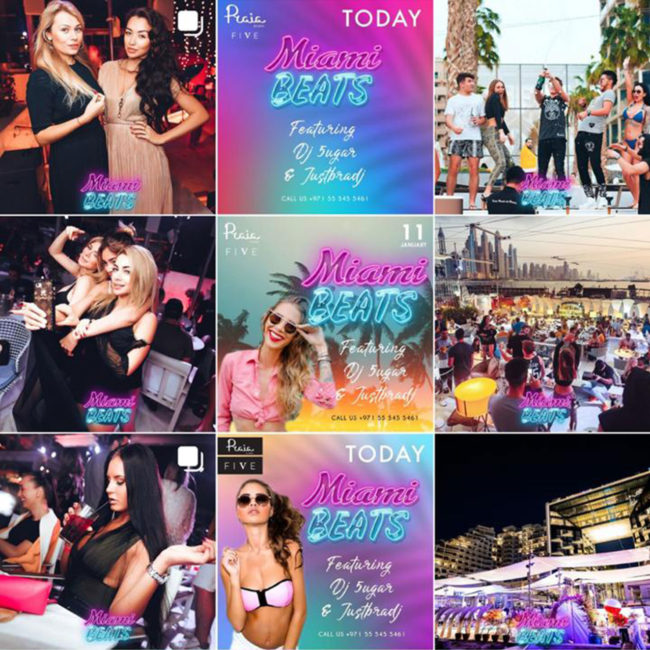 Miami
BEATS
Praia
FIVE
TODAY
Miami
BEATS
Featuring
Dj 5ugar
& Justbradj
CALL US +971 55 545 5461
Miami
BEATS
Miami
BEATS
Praia
FIVE
11
JANUARY
Miami
BEATS
Featuring
Dj 5ugar
& Justbradj
CALL US +971 55 545 5461
Miami
BEATS
Miami
BEATS
Praia
FIVE
TODAY
Miami
BEATS
Featuring
Dj 5ugar
& Justbradj
CALL US +971 55 545 5461
Miami
BEATS